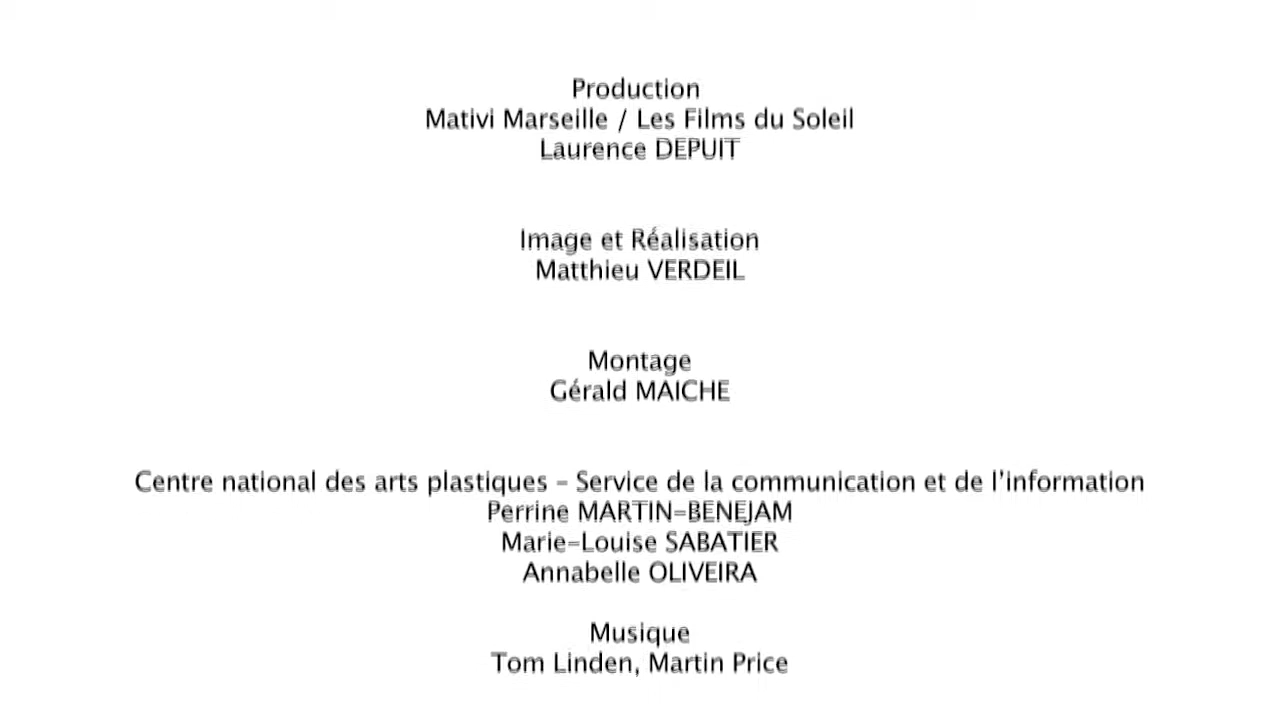 Production
Mativi Marseille / Les Films du Soleil
Laurence DEPUIT
Image et Réalisation
Matthieu VERDEIL
Montage
Gérald MAICHE
Centre national des arts plastiques - Service de la communication et de l'information
Perrine MARTIN-BENEJAM
Marie-Louise SABATIER
Annabelle OLIVEIRA
Musique
Tom Linden, Martin Price